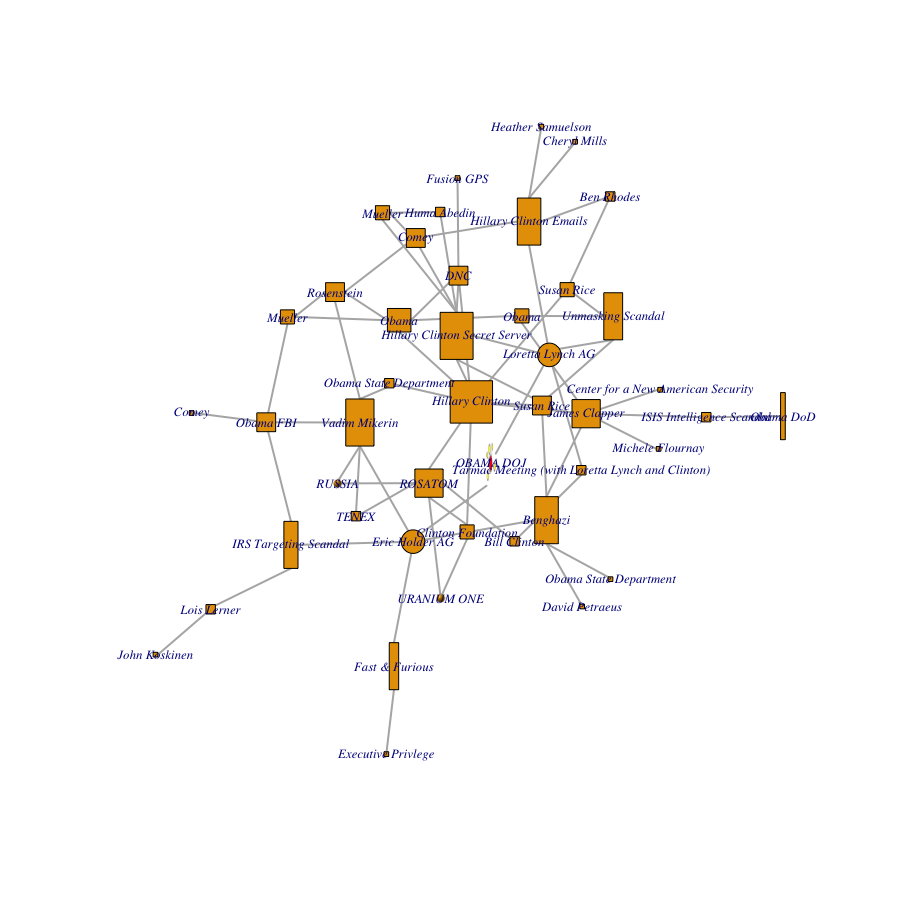 Heather Samuelson
Cheryl Mills
Fusion GPS
Ben Rhodes
Mueller
Huma Abedin
Hillary Clinton Emails
Comey
DNC
Susan Rice
Rosenstein
Mueller
Obama
Obama
Unmasking Scandal
Hillary Clinton Secret Server
Loretta Lynch AG
Obama State Department
Center for a New American Security
Hillary Clinton
Susan Rice
James Clapper
Comey
ISIS Intelligence Scandal
Obama DoD
Obama FBI
Vadim Mikerin
Michele Flournay
OBAMA DOJ
Tarmac Meeting (with Loretta Lynch and Clinton)
RUSSIA
ROSATOM
TENEX
Benghazi
Clinton Foundation
IRS Targeting Scandal
Eric Holder AG
Bill Clinton
Obama State Department
URANIUM ONE
David Petraeus
Lois Lerner
John Koskinen
Fast & Furious
Executive Privlege